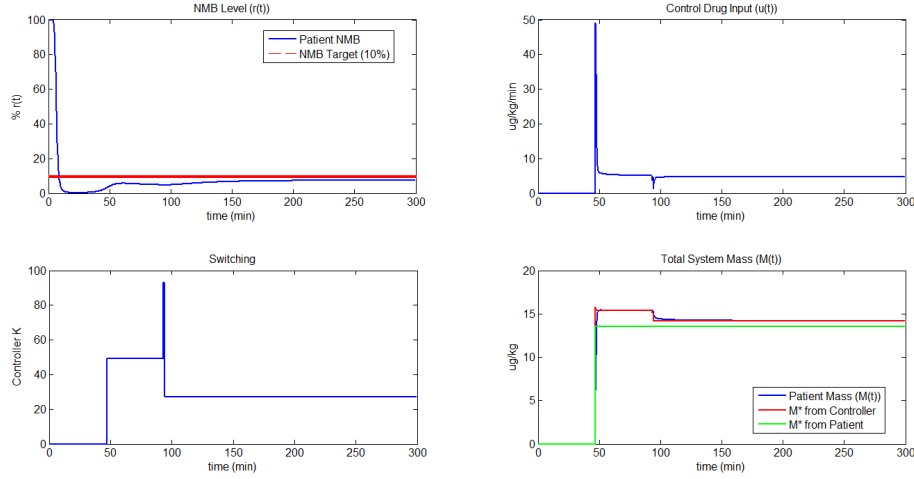 NMB Level (r(t))
100
80
60
40
20
0
% r(t)
Patient NMB
NMB Target (10%)
0 50 100 150 200 250 300
time (min)
Control Drug Input (u(t))
50
40
30
20
10
0
ug/kg/min
0 50 100 150 200 250 300
time (min)
Switching
100
80
60
40
20
0
Controller K
0 50 100 150 200 250 300
time (min)
Total System Mass (M(t))
20
15
10
5
0
ug/kg
Patient Mass (M(t))
M* from Controller
M* from Patient
0 50 100 150 200 250 300
time (min)